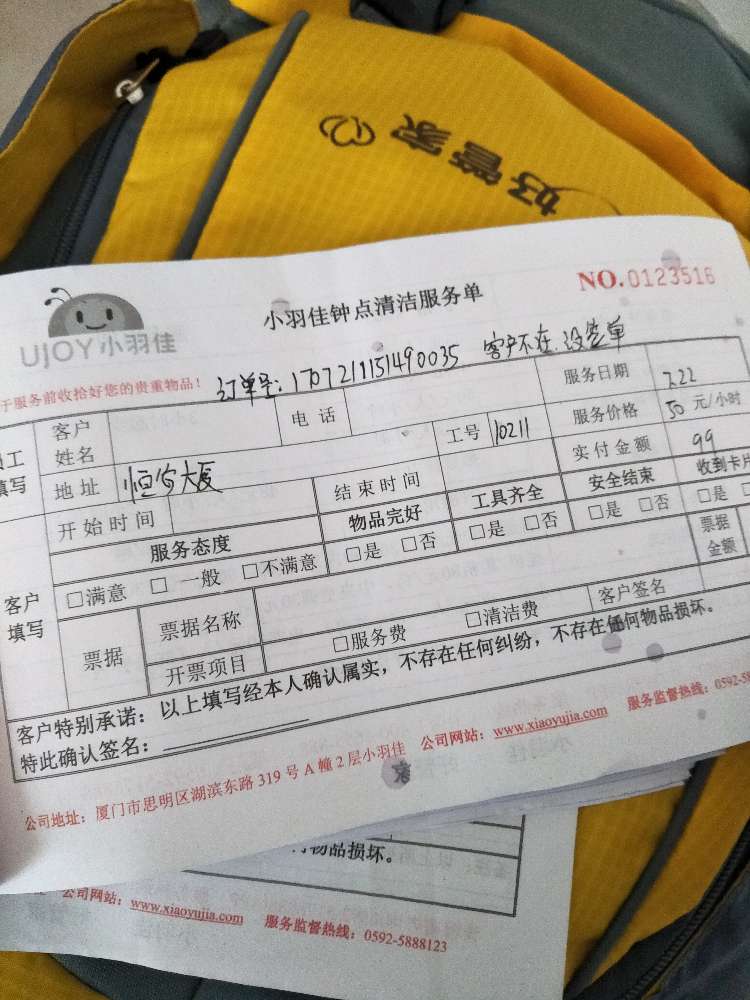 好管家
NO.0123516
UJOY小羽佳
小羽佳钟点清洁服务单
于服务前收拾好您的贵重物品!
订单号:1707211151490035 客户不在.没签单
员工填写
客户姓名
电话
服务日期 7.22
地址 恒
大厦
工号 10211
服务价格 50 元/小时
开始时间
结束时间
实付金额 99
客户填写
服务态度
物品完好
工具齐全
安全结束
收到卡片
□满意 □ 一般 □不满意
□是 □否
□是 □否
□是 □否
□是 □
票据
票据名称
票据金额
开票项目
□服务费
□清洁费
客户签名
客户特别承诺:以上填写经本人确认属实,不存在任何纠纷,不存在任何物品损坏。
特此确认签名:
公司地址:厦门市思明区湖滨东路 319 号 A 幢 2 层小羽佳 公司网站:www.xiaoyujia.com 服务监督热线:0592-58
物品损坏。
公司网站:www.xiaoyujia.com 服务监督热线:0592-5888123